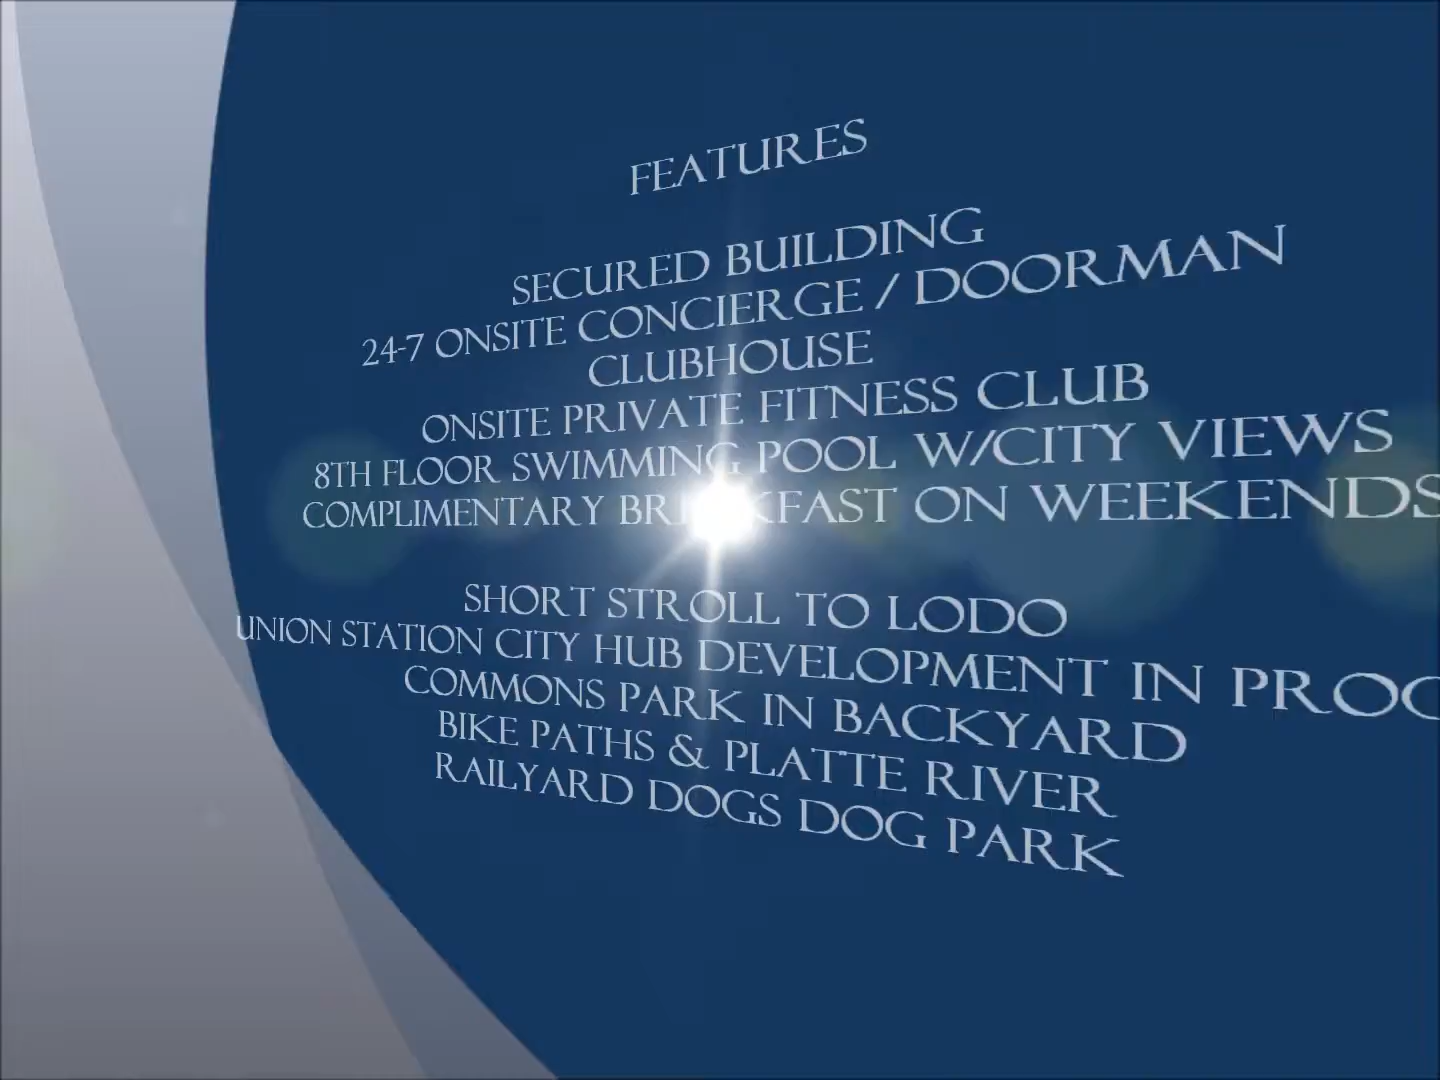 FEATURES
SECURED BUILDING
24-7 ONSITE CONCIERGE / DOORMAN
CLUBHOUSE
ONSITE PRIVATE FITNESS CLUB
8TH FLOOR SWIMMING POOL W/CITY VIEWS
COMPLIMENTARY BREAKFAST ON WEEKENDS
SHORT STROLL TO LODO
UNION STATION CITY HUB DEVELOPMENT IN
COMMONS PARK IN BACKYARD
BIKE PATHS & PLATTE RIVER
RAILYARD DOGS DOG PARK